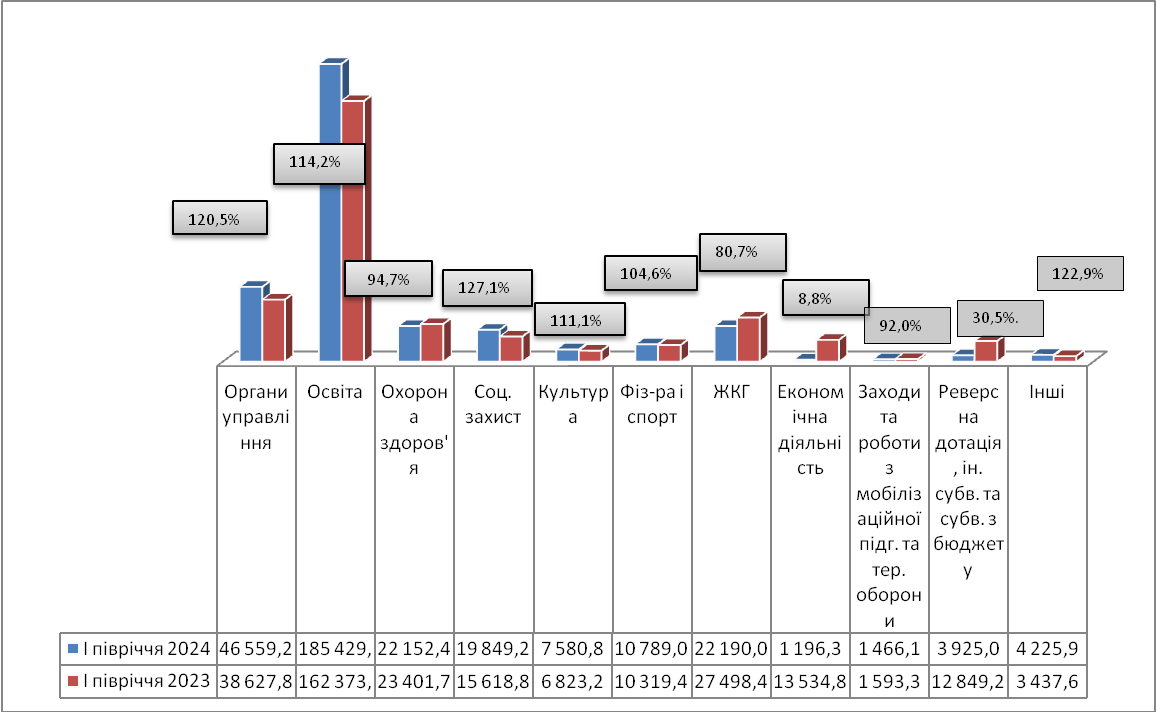 114,2%
120,5%
80,7%
104,6%
122,9%
94,7%
127,1%
8,8%
111,1%
92,0%
30,5%.
Органи
управлі
ння
Освіта
Охорон
а
здоров'
я
Соц.
захист
Культур
а
Фіз-ра і
спорт
ЖКГ
Економ
ічна
діяльні
сть
Заходи
та
роботи
з
мобіліз
аційної
підг. та
тер.
оборон
и
Реверс
на
дотація
, ін.
субв. та
субв. з
бюджет
у
Інші
І півріччя 2024 46 559,2 185 429, 22 152,4 19 849,2 7 580,8 10 789,0 22 190,0 1 196,3 1 466,1 3 925,0 4 225,9
І півріччя 2023 38 627,8 162 373, 23 401,7 15 618,8 6 823,2 10 319,4 27 498,4 13 534,8 1 593,3 12 849,2 3 437,6